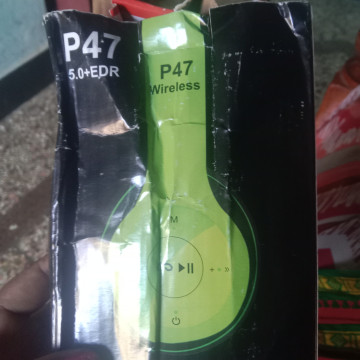 P47
5.0+EDR
P47
Wireless
M